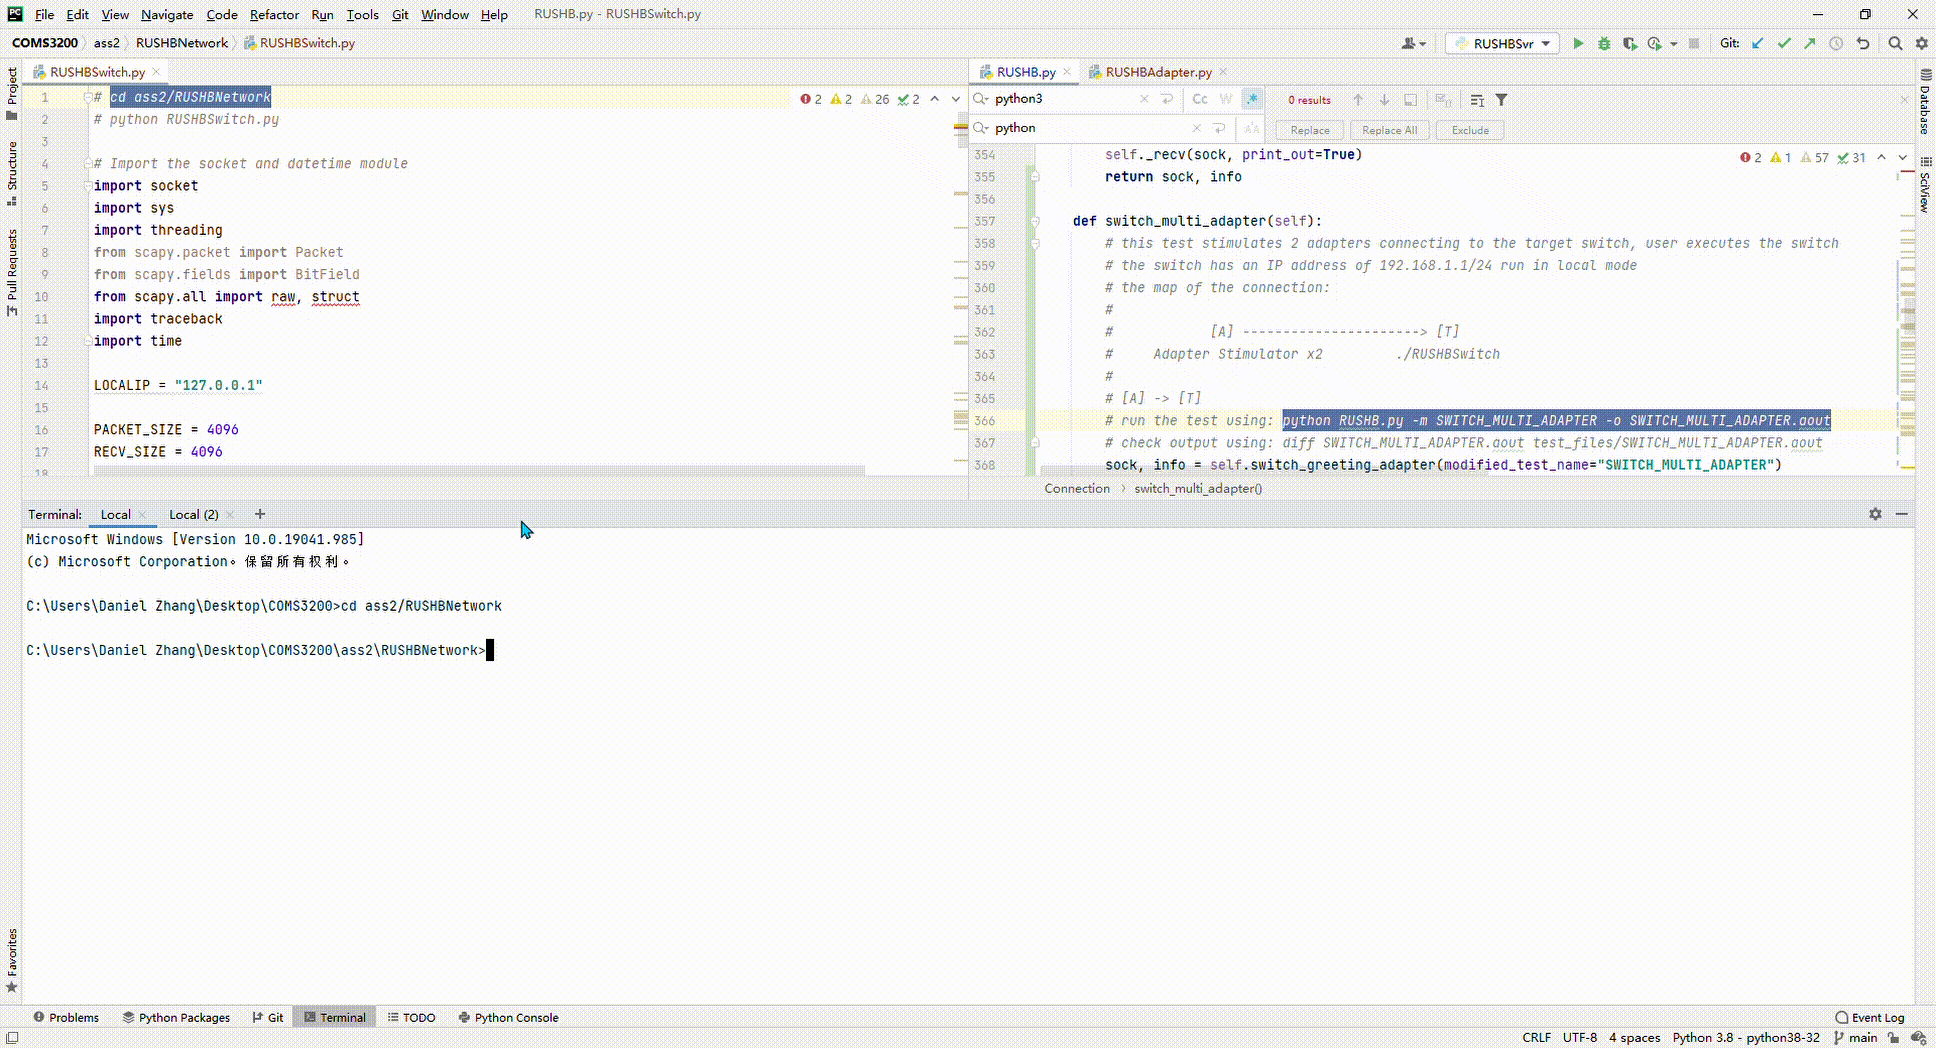 File Edit View Navigate Code Refactor Run Tools Git Window Help RUSHB.py - RUSHBSwitch.py
COMS3200 ass2 RUSHBNetwork RUSHBSwitch.py RUSHBSvr Git:
Project
Structure
Pull Requests
Favorites
RUSHBSwitch.py
2 2 26 2
1 # cd ass2/RUSHBNetwork
2 # python RUSHBSwitch.py
3
4 # Import the socket and datetime module
5 import socket
6 import sys
7 import threading
8 from scapy.packet import Packet
9 from scapy.fields import BitField
10 from scapy.all import raw, struct
11 import traceback
12 import time
13
14 LOCALIP = "127.0.0.1"
15
16 PACKET_SIZE = 4096
17 RECV_SIZE = 4096
18
RUSHB.py RUSHBAdapter.py
python3 Cc W .* 0 results
python Replace Replace All Exclude
2 1 57 31
354 self._recv(sock, print_out=True)
355 return sock, info
356
357 def switch_multi_adapter(self):
358 # this test stimulates 2 adapters connecting to the target switch, user executes the switch
359 # the switch has an IP address of 192.168.1.1/24 run in local mode
360 # the map of the connection:
361 #
362 # [A] ----------------------> [T]
363 # Adapter Stimulator x2 ./RUSHBSwitch
364 #
365 # [A] -> [T]
366 # run the test using: python RUSHB.py -m SWITCH_MULTI_ADAPTER -o SWITCH_MULTI_ADAPTER.aout
367 # check output using: diff SWITCH_MULTI_ADAPTER.aout test_files/SWITCH_MULTI_ADAPTER.aout
368 sock, info = self.switch_greeting_adapter(modified_test_name="SWITCH_MULTI_ADAPTER")
Connection switch_multi_adapter()
Database
SciView
Terminal: Local Local (2) +
Microsoft Windows [Version 10.0.19041.985]
(c) Microsoft Corporation。保留所有权利。
C:\Users\Daniel Zhang\Desktop\COMS3200>cd ass2/RUSHBNetwork
C:\Users\Daniel Zhang\Desktop\COMS3200\ass2\RUSHBNetwork>
Problems Python Packages Git Terminal TODO Python Console Event Log
CRLF UTF-8 4 spaces Python 3.8 - python38-32 main